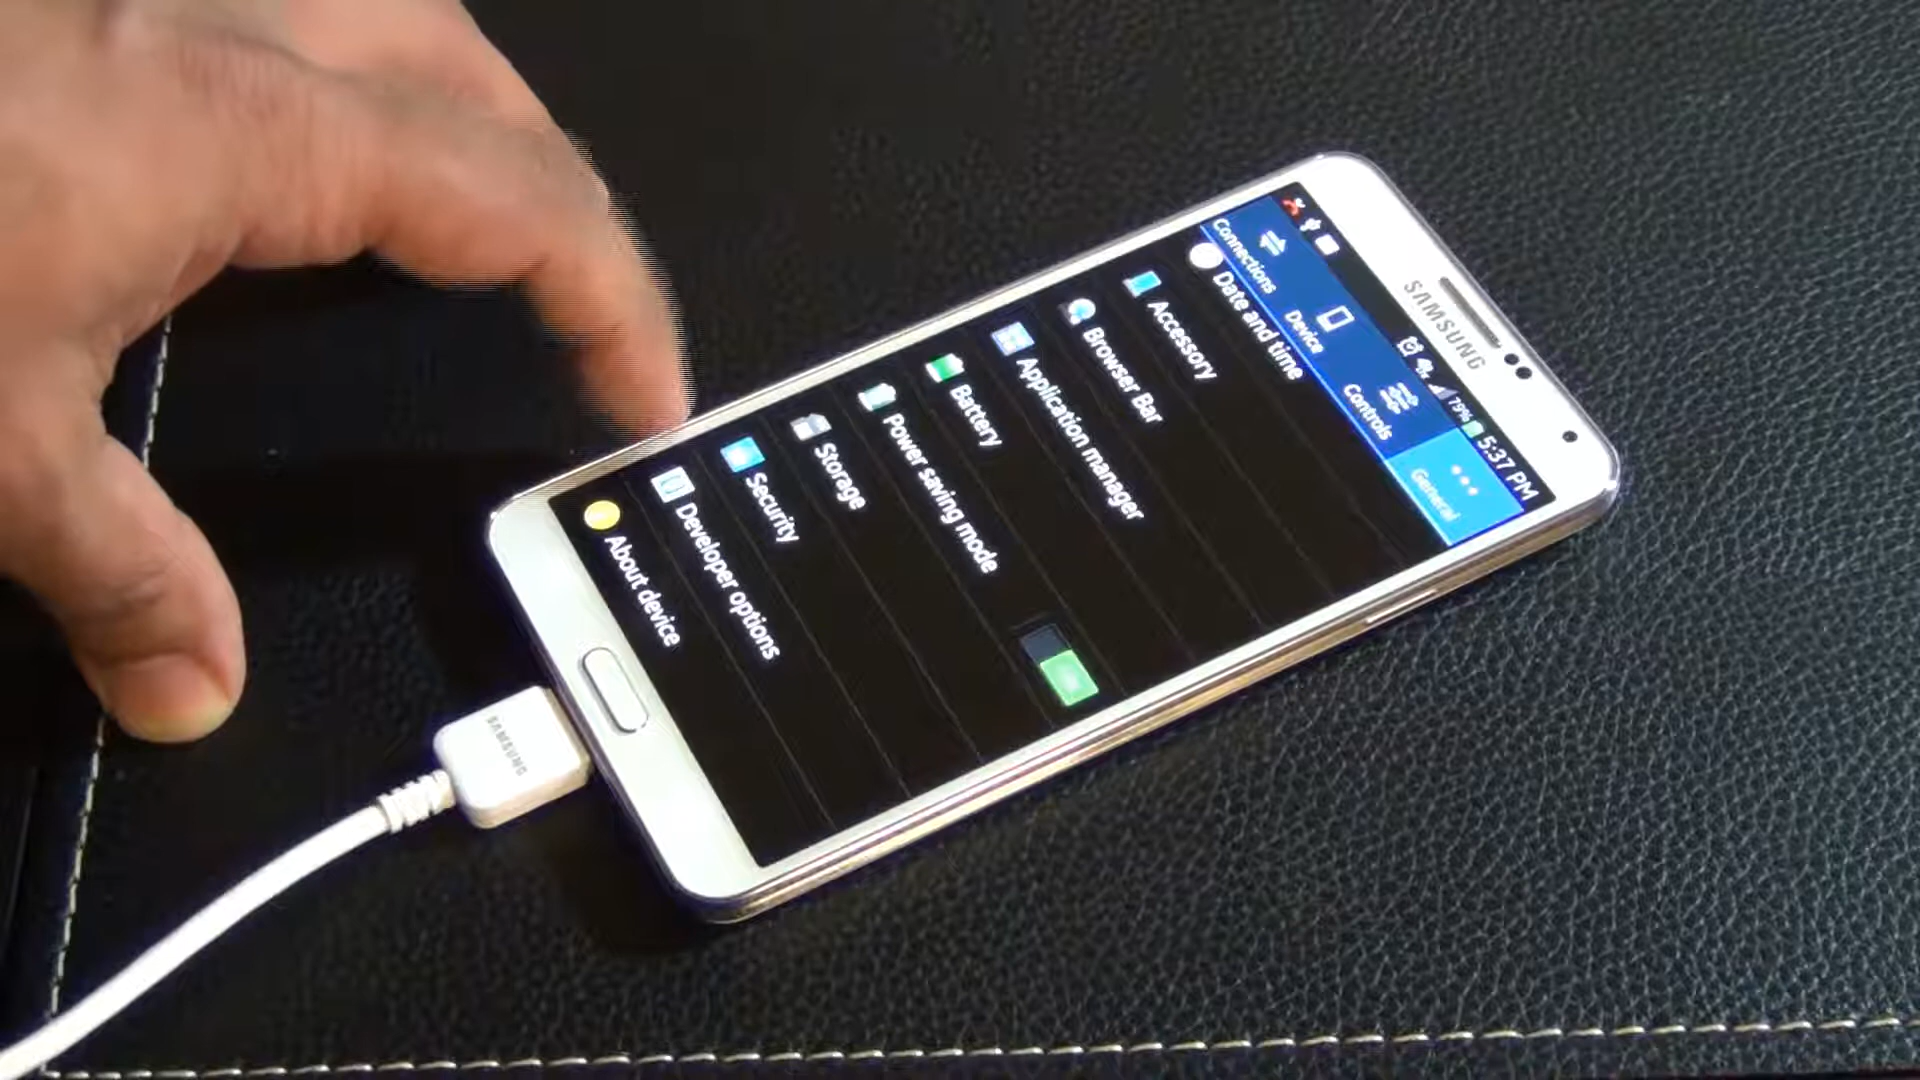 SAMSUNG
79% 5:37 PM
Connections
Device
Controls
General
Date and time
Accessory
Browser Bar
Application manager
Battery
Power saving mode
Storage
Security
Developer options
About device
SAMSUNG